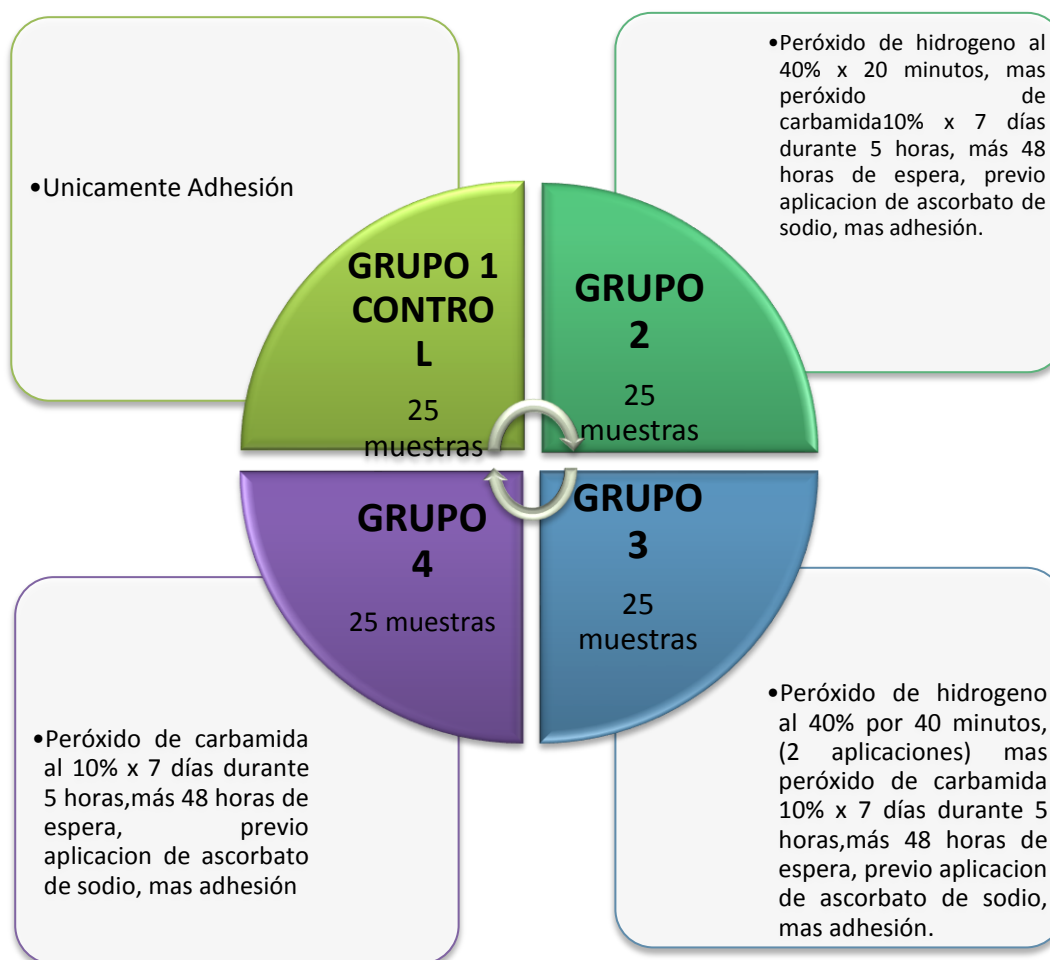 •Unicamente Adhesión
•Peróxido de hidrogeno al
40% x 20 minutos, mas
peróxido de
carbamida10% x 7 días
durante 5 horas, más 48
horas de espera, previo
aplicacion de ascorbato de
sodio, mas adhesión.
GRUPO 1
CONTRO
L
25
muestras
GRUPO
2
25
muestras
GRUPO
4
25 muestras
GRUPO
3
25
muestras
•Peróxido de carbamida
al 10% x 7 días durante
5 horas,más 48 horas de
espera, previo
aplicacion de ascorbato
de sodio, mas adhesión
•Peróxido de hidrogeno
al 40% por 40 minutos,
(2 aplicaciones) mas
peróxido de carbamida
10% x 7 días durante 5
horas,más 48 horas de
espera, previo aplicacion
de ascorbato de sodio,
mas adhesión.